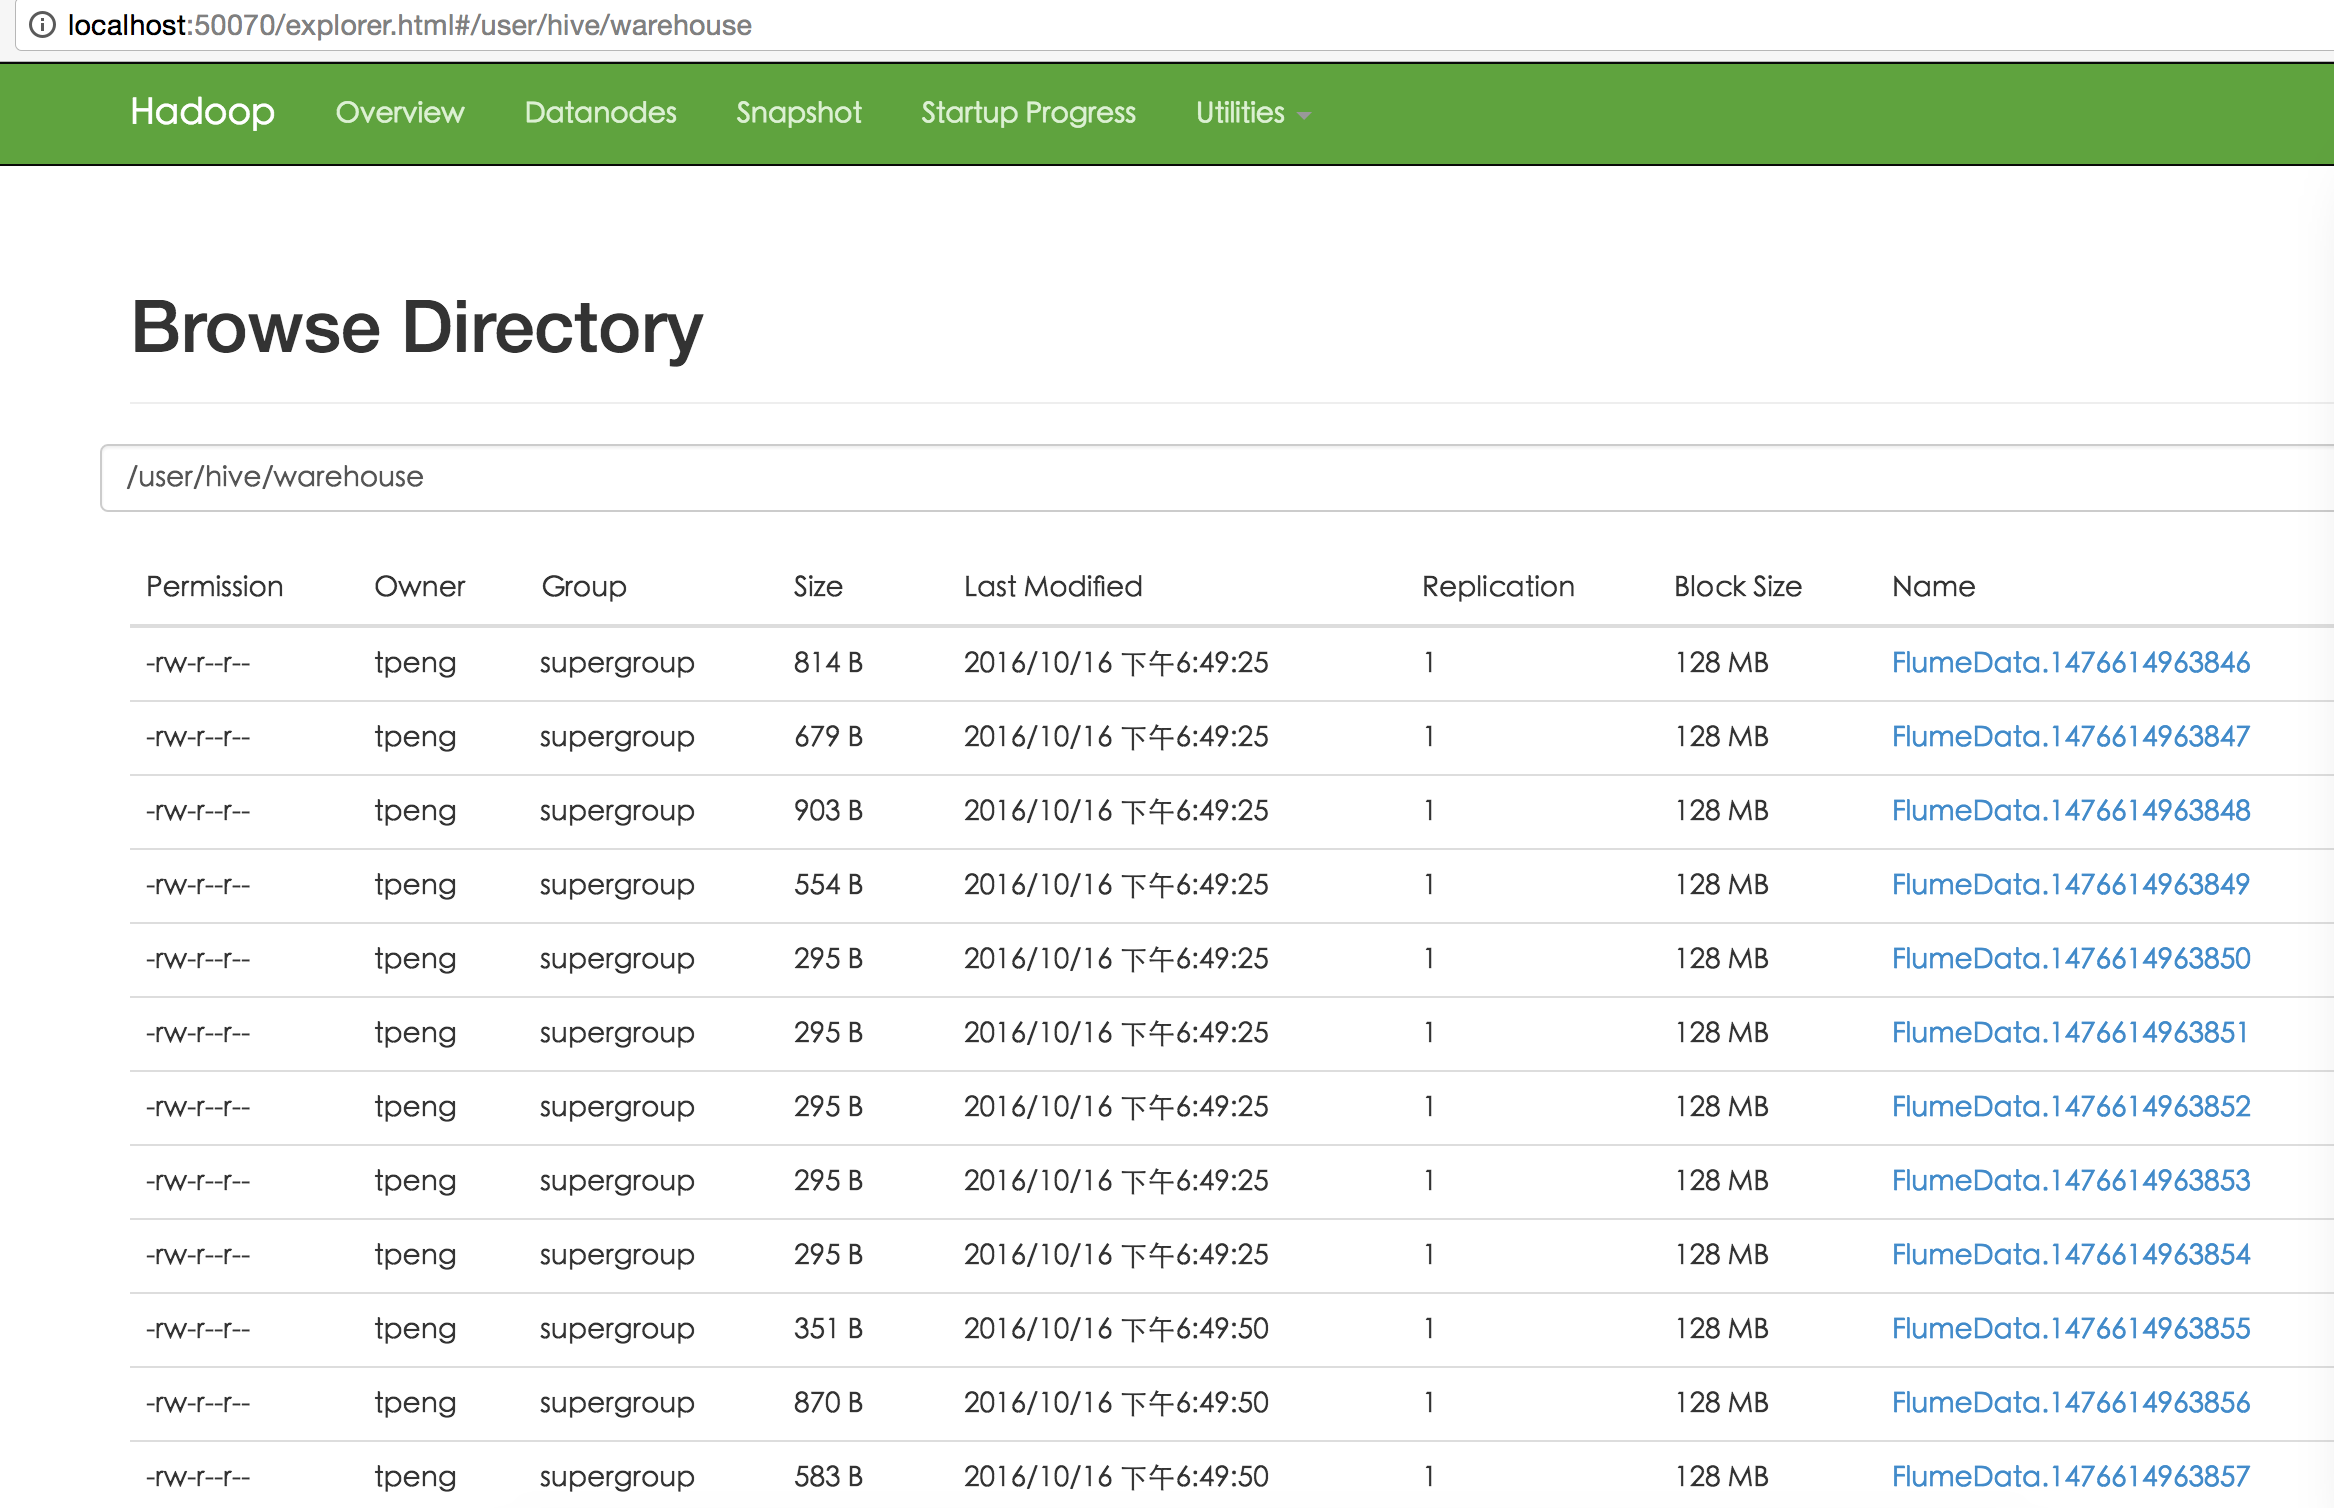 localhost:50070/explorer.html#/user/hive/warehouse
Hadoop Overview Datanodes Snapshot Startup Progress Utilities
Browse Directory
/user/hive/warehouse
Permission Owner Group Size Last Modified Replication Block Size Name
-rw-r--r-- tpeng supergroup 814 B 2016/10/16 下午6:49:25 1 128 MB FlumeData.1476614963846
-rw-r--r-- tpeng supergroup 679 B 2016/10/16 下午6:49:25 1 128 MB FlumeData.1476614963847
-rw-r--r-- tpeng supergroup 903 B 2016/10/16 下午6:49:25 1 128 MB FlumeData.1476614963848
-rw-r--r-- tpeng supergroup 554 B 2016/10/16 下午6:49:25 1 128 MB FlumeData.1476614963849
-rw-r--r-- tpeng supergroup 295 B 2016/10/16 下午6:49:25 1 128 MB FlumeData.1476614963850
-rw-r--r-- tpeng supergroup 295 B 2016/10/16 下午6:49:25 1 128 MB FlumeData.1476614963851
-rw-r--r-- tpeng supergroup 295 B 2016/10/16 下午6:49:25 1 128 MB FlumeData.1476614963852
-rw-r--r-- tpeng supergroup 295 B 2016/10/16 下午6:49:25 1 128 MB FlumeData.1476614963853
-rw-r--r-- tpeng supergroup 295 B 2016/10/16 下午6:49:25 1 128 MB FlumeData.1476614963854
-rw-r--r-- tpeng supergroup 351 B 2016/10/16 下午6:49:50 1 128 MB FlumeData.1476614963855
-rw-r--r-- tpeng supergroup 870 B 2016/10/16 下午6:49:50 1 128 MB FlumeData.1476614963856
-rw-r--r-- tpeng supergroup 583 B 2016/10/16 下午6:49:50 1 128 MB FlumeData.1476614963857